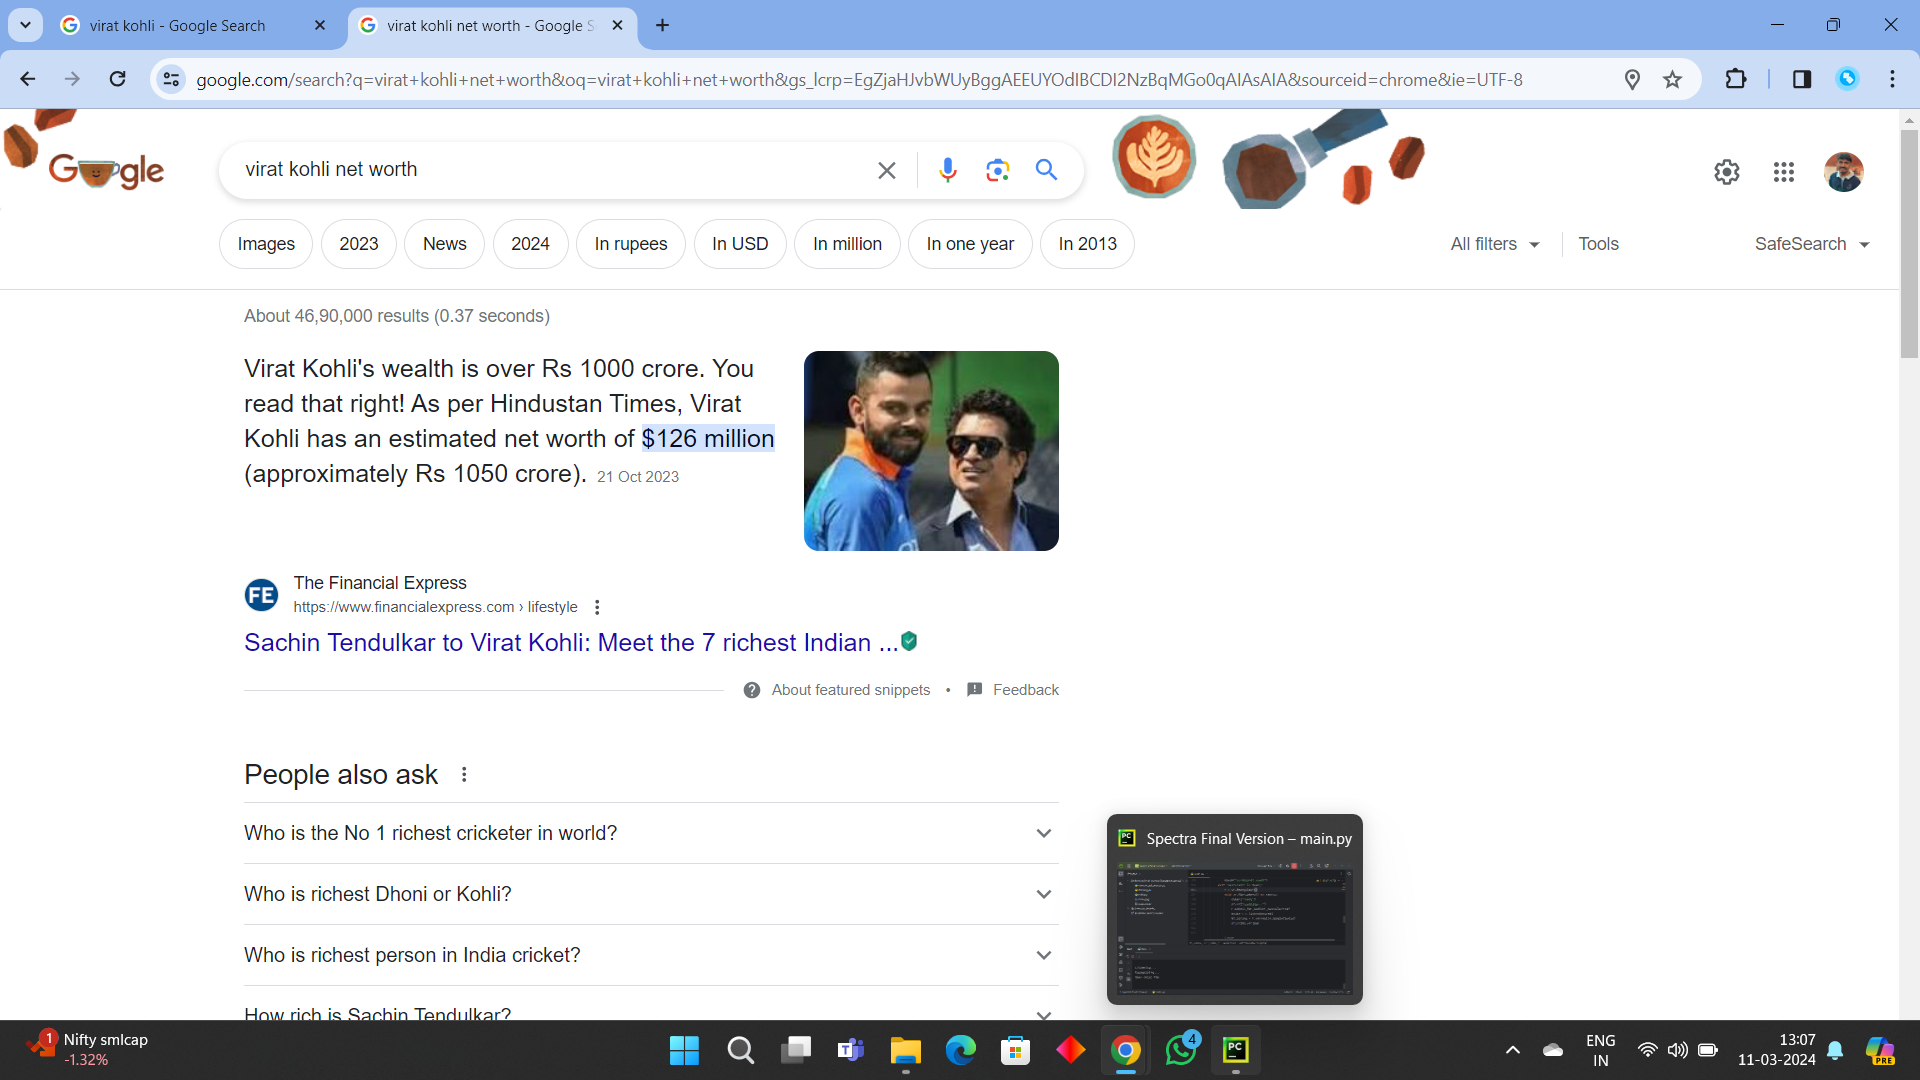 virat kohli - Google Search
virat kohli net worth - Google S
google.com/search?q=virat+kohli+net+worth&oq=virat+kohli+net+worth&gs_lcrp=EgZjaHJvbWUyBggAEEUYOdIBCDI2NzBqMGo0qAIAsAIA&sourceid=chrome&ie=UTF-8
Google
virat kohli net worth
Images
2023
News
2024
In rupees
In USD
In million
In one year
In 2013
All filters
Tools
SafeSearch
About 46,90,000 results (0.37 seconds)
Virat Kohli's wealth is over Rs 1000 crore. You
read that right! As per Hindustan Times, Virat
Kohli has an estimated net worth of $126 million
(approximately Rs 1050 crore). 21 Oct 2023
FE
The Financial Express
https://www.financialexpress.com › lifestyle
Sachin Tendulkar to Virat Kohli: Meet the 7 richest Indian ...
About featured snippets • Feedback
People also ask
Who is the No 1 richest cricketer in world?
Who is richest Dhoni or Kohli?
Who is richest person in India cricket?
How rich is Sachin Tendulkar?
PC
Spectra Final Version – main.py
1
Nifty smlcap
-1.32%
4
PC
ENG
IN
13:07
11-03-2024
PRE